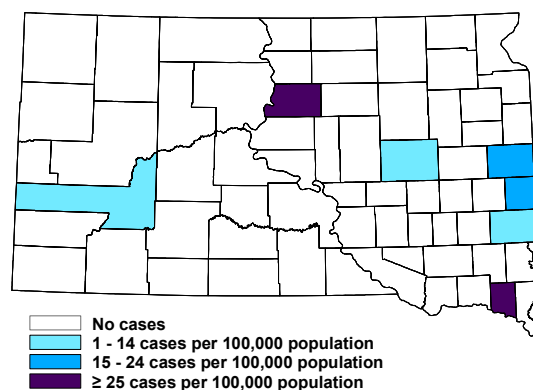 No cases
1 - 14 cases per 100,000 population
15 - 24 cases per 100,000 population
≥ 25 cases per 100,000 population